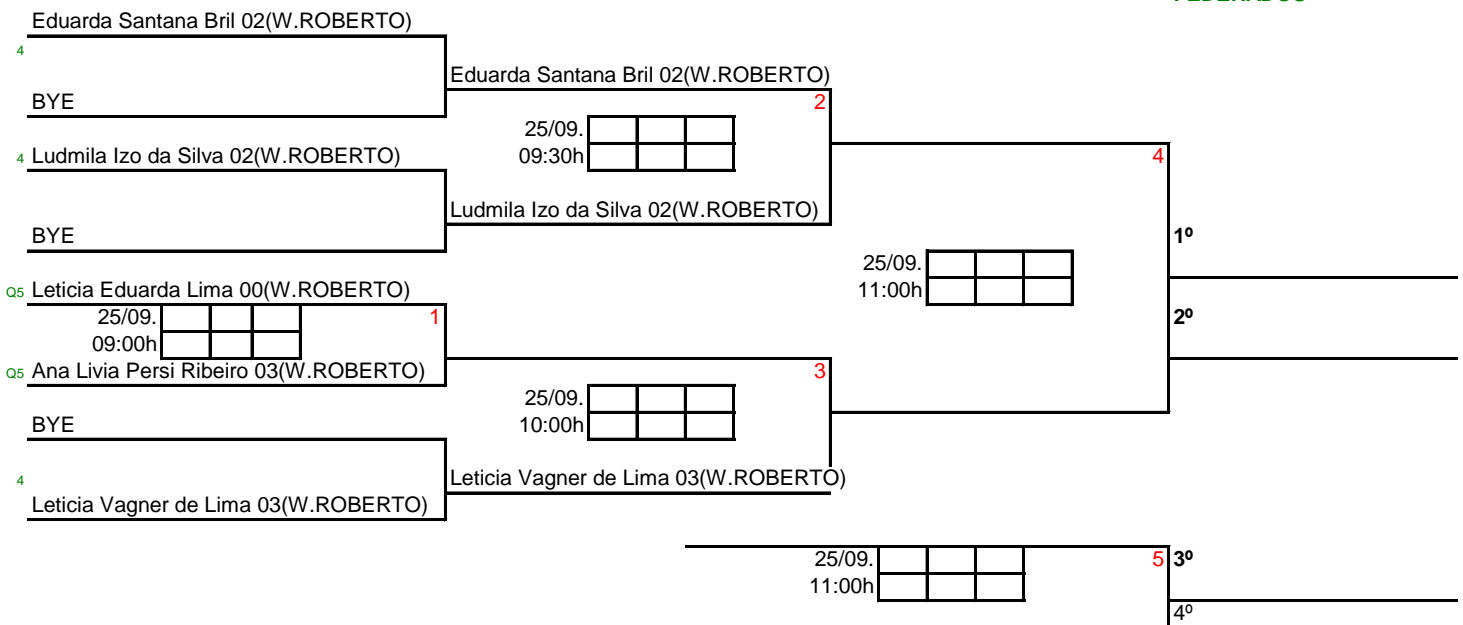 Eduarda Santana Bril 02(W.ROBERTO)
4
BYE
Eduarda Santana Bril 02(W.ROBERTO)
2
25/09.
09:30h
4 Ludmila Izo da Silva 02(W.ROBERTO)
4
Ludmila Izo da Silva 02(W.ROBERTO)
BYE
1º
25/09.
11:00h
Q5 Leticia Eduarda Lima 00(W.ROBERTO)
25/09.
09:00h
1
2º
Q5 Ana Livia Persi Ribeiro 03(W.ROBERTO)
3
25/09.
10:00h
BYE
4
Leticia Vagner de Lima 03(W.ROBERTO)
Leticia Vagner de Lima 03(W.ROBERTO)
25/09.
11:00h
5 3º
4º